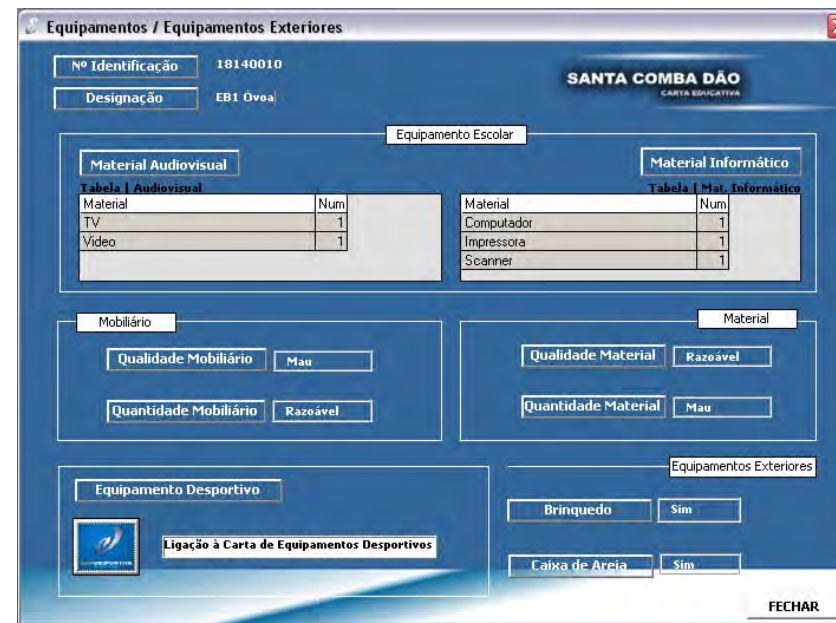 Equipamentos / Equipamentos Exteriores
Nº Identificação 18140010
Designação EB1 Óvoa
SANTA COMBA DÃO
CARTA EDUCATIVA
Equipamento Escolar
Material Audiovisual
Tabela | Audiovisual
Material Num
TV 1
Video 1
Material Informático
Tabela | Mat. Informático
Material Num
Computador 1
Impressora 1
Scanner 1
Mobiliário
Qualidade Mobiliário Mau
Quantidade Mobiliário Razoável
Material
Qualidade Material Razoável
Quantidade Material Mau
Equipamento Desportivo
Ligação à Carta de Equipamentos Desportivos
Equipamentos Exteriores
Brinquedo Sim
Caixa de Areia Sim
FECHAR